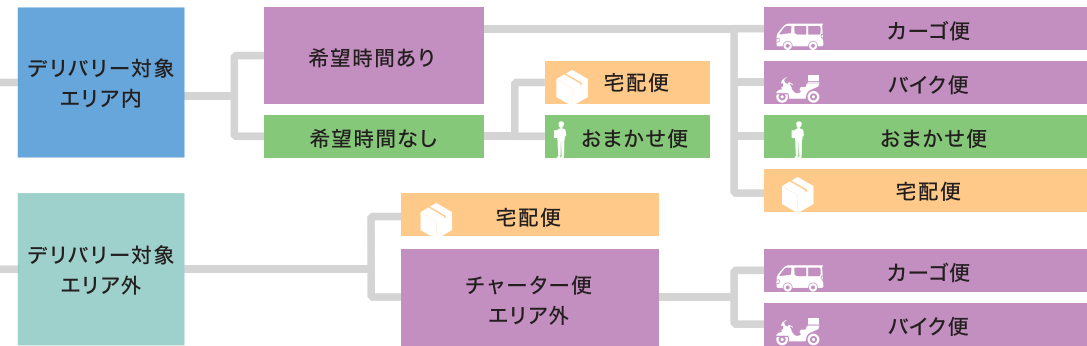 デリバリー対象
エリア内
希望時間あり
希望時間なし
宅配便
おまかせ便
カーゴ便
バイク便
おまかせ便
宅配便
デリバリー対象
エリア外
宅配便
チャーター便
エリア外
カーゴ便
バイク便